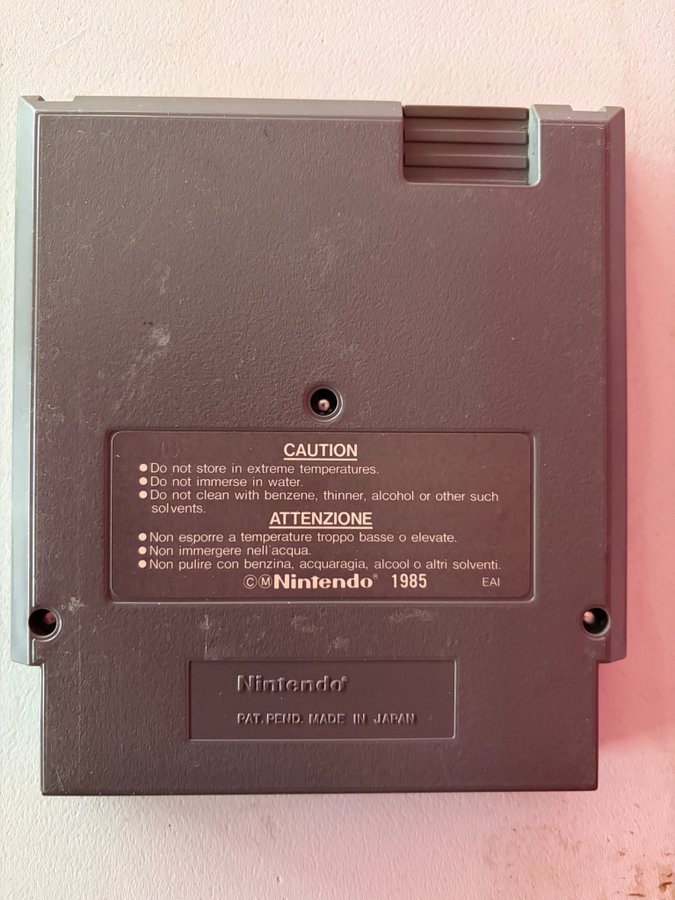 CAUTION
●Do not store in extreme temperatures.
●Do not immerse in water.
●Do not clean with benzene, thinner, alcohol or other such
solvents.
ATTENZIONE
●Non esporre a temperature troppo basse o elevate.
●Non immergere nell'acqua.
●Non pulire con benzina, acquaragia, alcool o altri solventi.
©ⓂNintendo® 1985 EAI
Nintendo®
PAT. PEND. MADE IN JAPAN